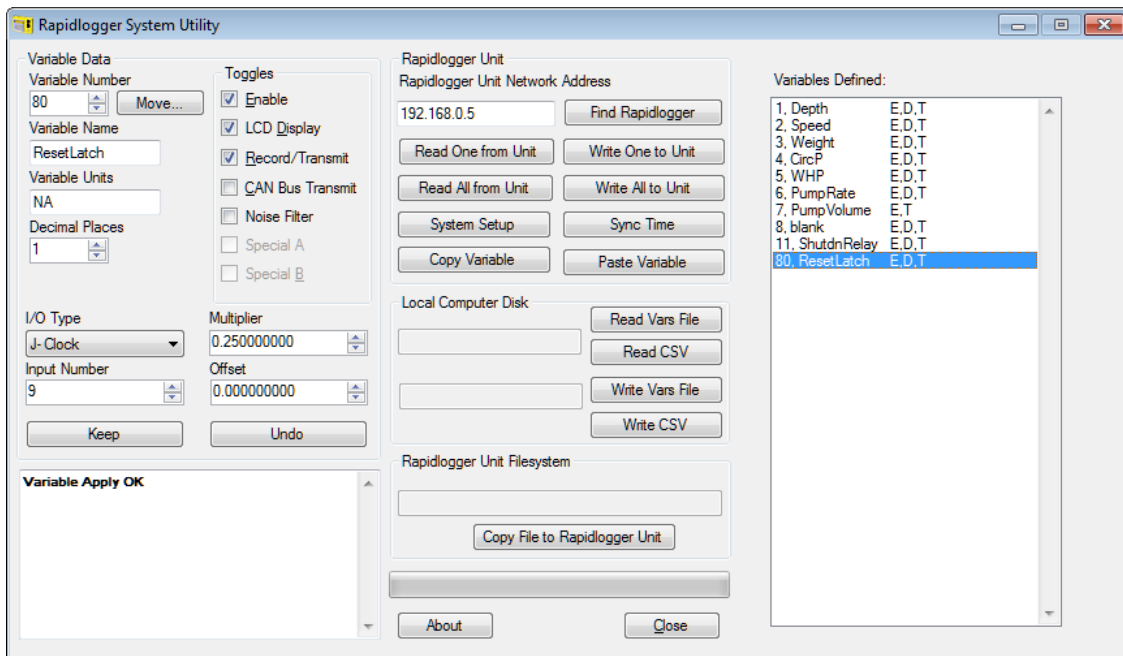 Rapidlogger System Utility
Variable Data
Variable Number
80
Move...
Variable Name
ResetLatch
Variable Units
NA
Decimal Places
1
Toggles
Enable
LCD Display
Record/Transmit
CAN Bus Transmit
Noise Filter
Special A
Special B
I/O Type
J- Clock
Multiplier
0.250000000
Input Number
9
Offset
0.000000000
Keep
Undo
Variable Apply OK
Rapidlogger Unit
Rapidlogger Unit Network Address
192.168.0.5
Find Rapidlogger
Read One from Unit
Write One to Unit
Read All from Unit
Write All to Unit
System Setup
Sync Time
Copy Variable
Paste Variable
Local Computer Disk
Read Vars File
Read CSV
Write Vars File
Write CSV
Rapidlogger Unit Filesystem
Copy File to Rapidlogger Unit
About
Close
Variables Defined:
1, Depth E,D,T
2, Speed E,D,T
3, Weight E,D,T
4, CircP E,D,T
5, WHP E,D,T
6, PumpRate E,D,T
7, PumpVolume E,T
8, blank E,D,T
11, ShutdnRelay E,D,T
80, ResetLatch E,D,T